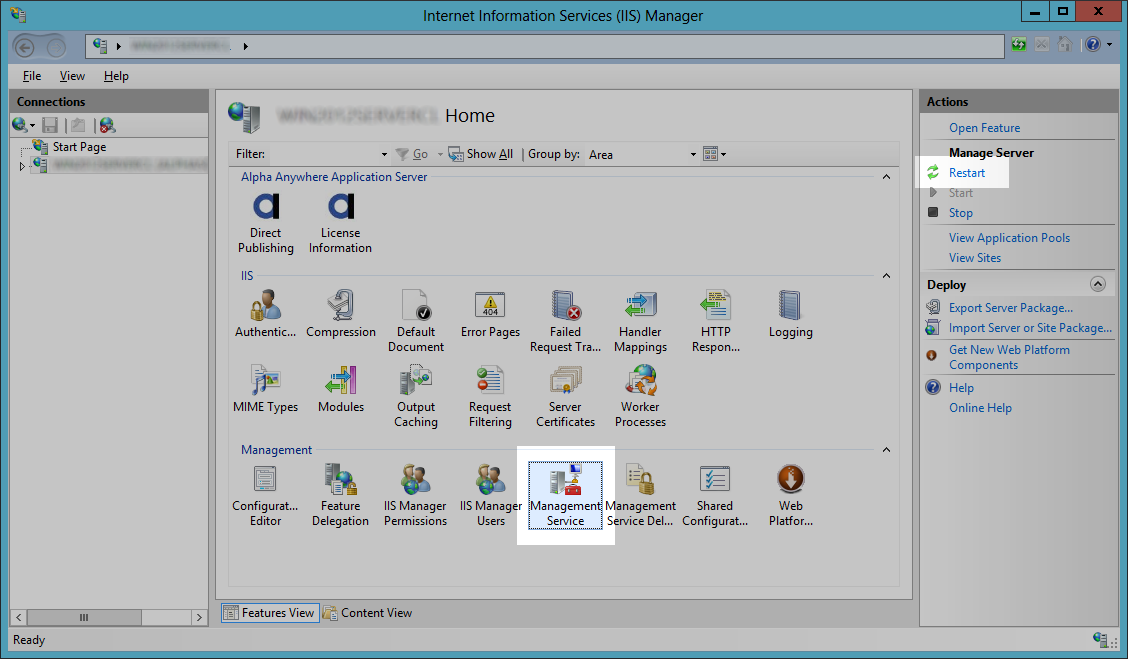 Internet Information Services (IIS) Manager
File View Help
Connections
Start Page
Home
Filter: Go Show All Group by: Area
Alpha Anywhere Application Server
Direct
Publishing
License
Information
IIS
Authentic...
Compression
Default
Document
Error Pages
404
Failed
Request Tra...
Handler
Mappings
HTTP
Respon...
Logging
MIME Types
Modules
Output
Caching
Request
Filtering
Server
Certificates
Worker
Processes
Management
Configurat...
Editor
Feature
Delegation
IIS Manager
Permissions
IIS Manager
Users
Management
Service
Management
Service Del...
Shared
Configurat...
Web
Platfor...
Features View Content View
Actions
Open Feature
Manage Server
Restart
Start
Stop
View Application Pools
View Sites
Deploy
Export Server Package...
Import Server or Site Package...
Get New Web Platform
Components
Help
Online Help
Ready